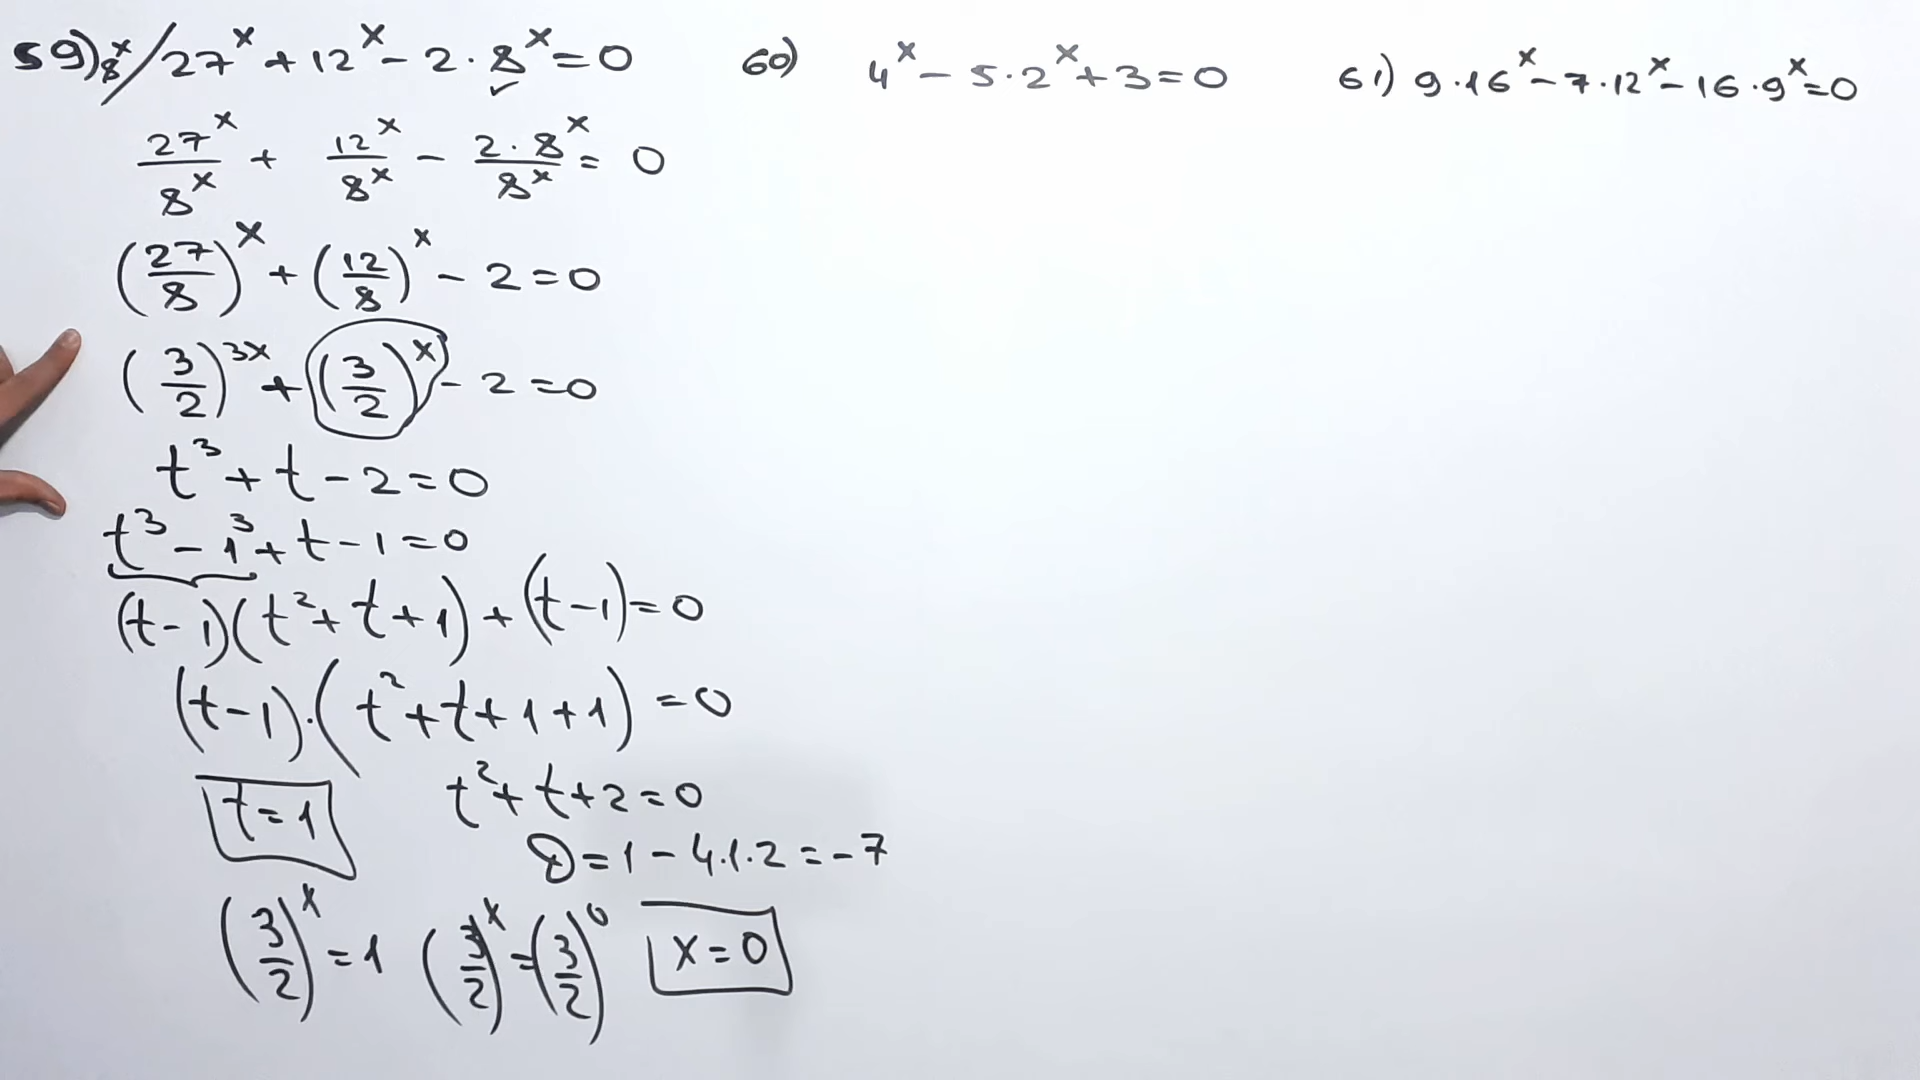 59) 8^x / 27^x + 12^x - 2 · 8^x = 0
27^x/8^x + 12^x/8^x - 2 · 8^x/8^x = 0
(27/8)^x + (12/8)^x - 2 = 0
(3/2)^3x + (3/2)^x - 2 = 0
t^3 + t - 2 = 0
t^3 - 1^3 + t - 1 = 0
(t-1)(t^2 + t + 1) + (t-1) = 0
(t-1) · (t^2 + t + 1 + 1) = 0
t = 1
t^2 + t + 2 = 0
D = 1 - 4.1.2 = -7
(3/2)^x = 1 (3/2)^x = (3/2)^0
x = 0
60) 4^x - 5 · 2^x + 3 = 0
61) 9 · 16^x - 7 · 12^x - 16 · 9^x = 0